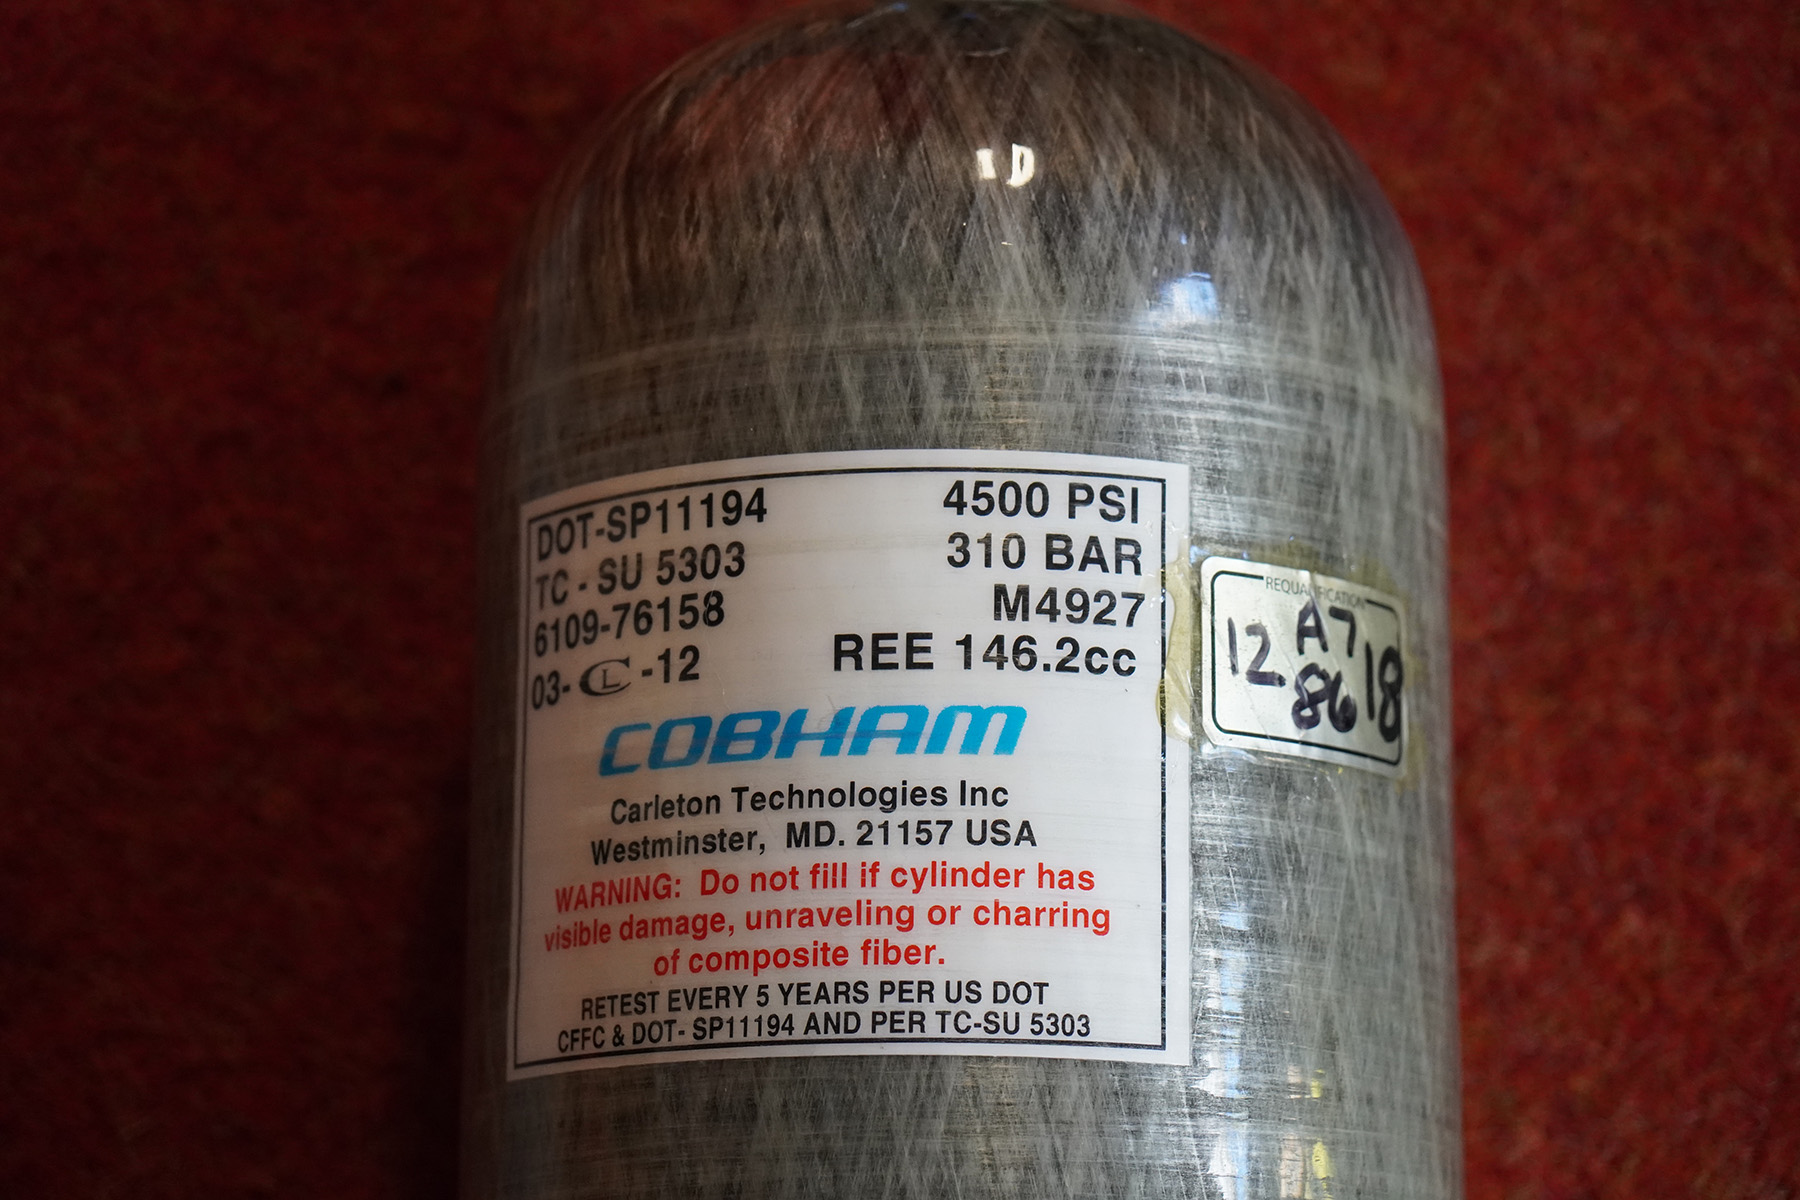 DOT-SP11194
TC - SU 5303
6109-76158
03- CL -12
4500 PSI
310 BAR
M4927
REE 146.2cc
COBHAM
Carleton Technologies Inc
Westminster, MD. 21157 USA
WARNING: Do not fill if cylinder has
visible damage, unraveling or charring
of composite fiber.
RETEST EVERY 5 YEARS PER US DOT
CFFC & DOT- SP11194 AND PER TC-SU 5303
REQUALIFICATION
A7
12 18
86